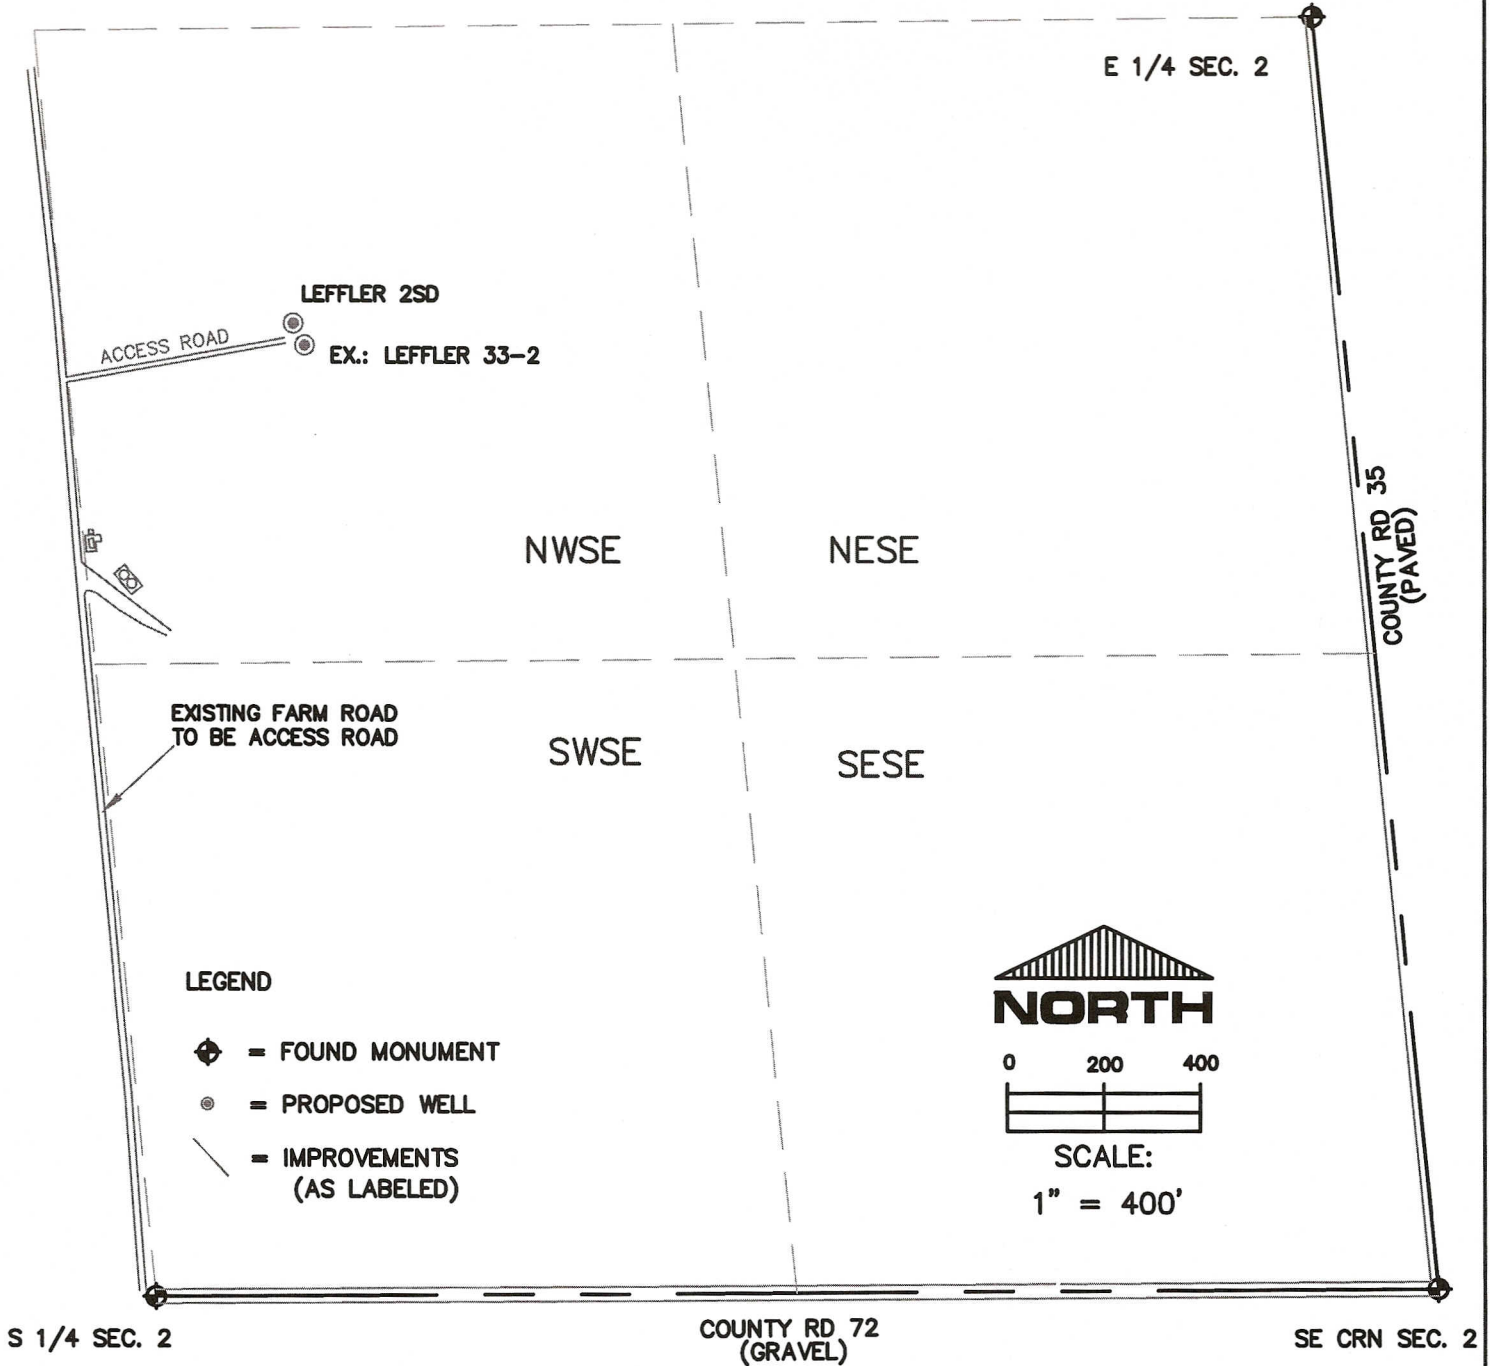 E 1/4 SEC. 2
LEFFLER 2SD
ACCESS ROAD
EX.: LEFFLER 33-2
COUNTY RD 35
(PAVED)
NWSE
NESE
EXISTING FARM ROAD
TO BE ACCESS ROAD
SWSE
SESE
LEGEND
= FOUND MONUMENT
= PROPOSED WELL
= IMPROVEMENTS
(AS LABELED)
NORTH
0 200 400
SCALE:
1" = 400'
S 1/4 SEC. 2
COUNTY RD 72
(GRAVEL)
SE CRN SEC. 2